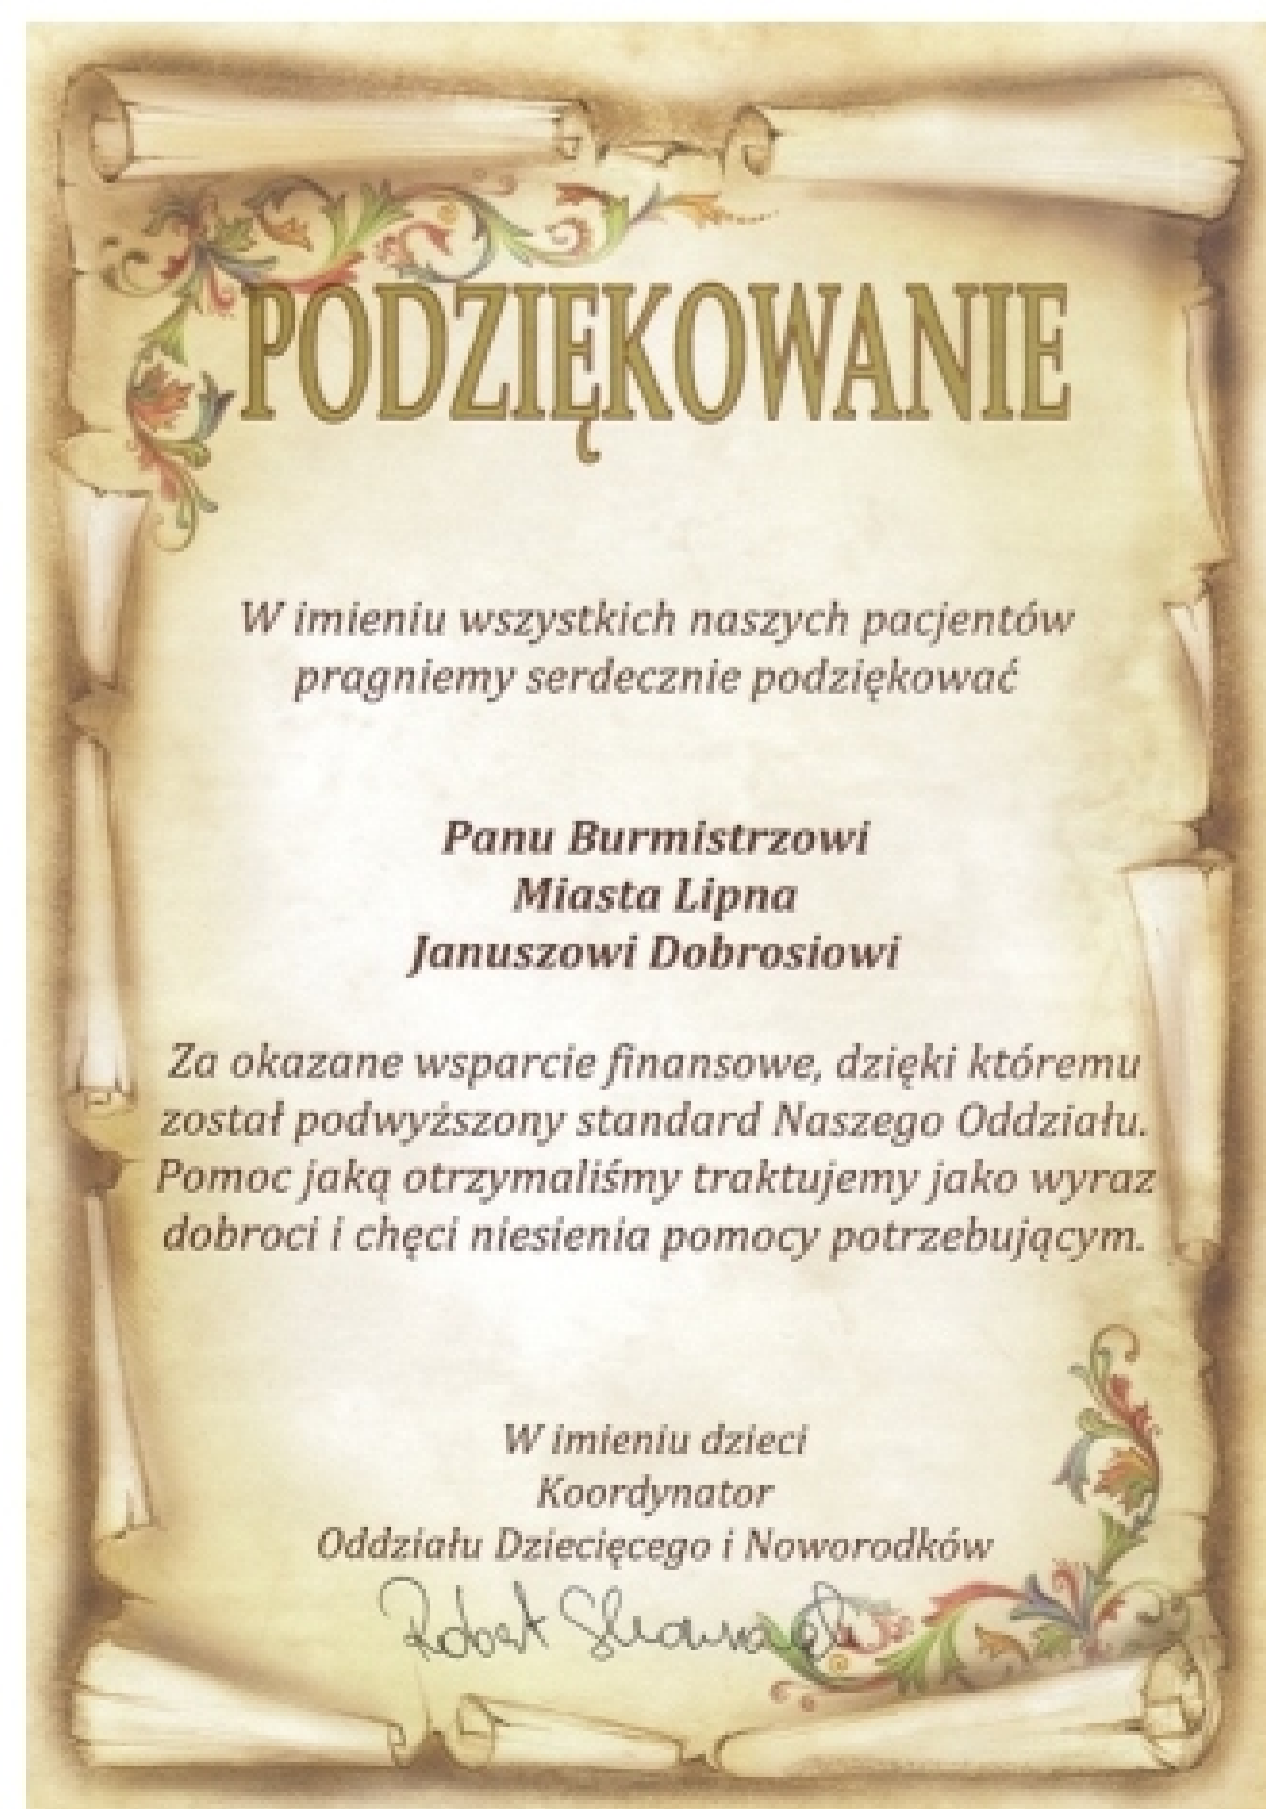 PODZIĘKOWANIE
W imieniu wszystkich naszych pacjentów
pragniemy serdecznie podziękować
Panu Burmistrzowi
Miasta Lipna
Januszowi Dobrosiowi
Za okazane wsparcie finansowe, dzięki któremu
został podwyższony standard Naszego Oddziału.
Pomoc jaką otrzymaliśmy traktujemy jako wyraz
dobroci i chęci niesienia pomocy potrzebującym.
W imieniu dzieci
Koordynator
Oddziału Dziecięcego i Noworodków
Robert